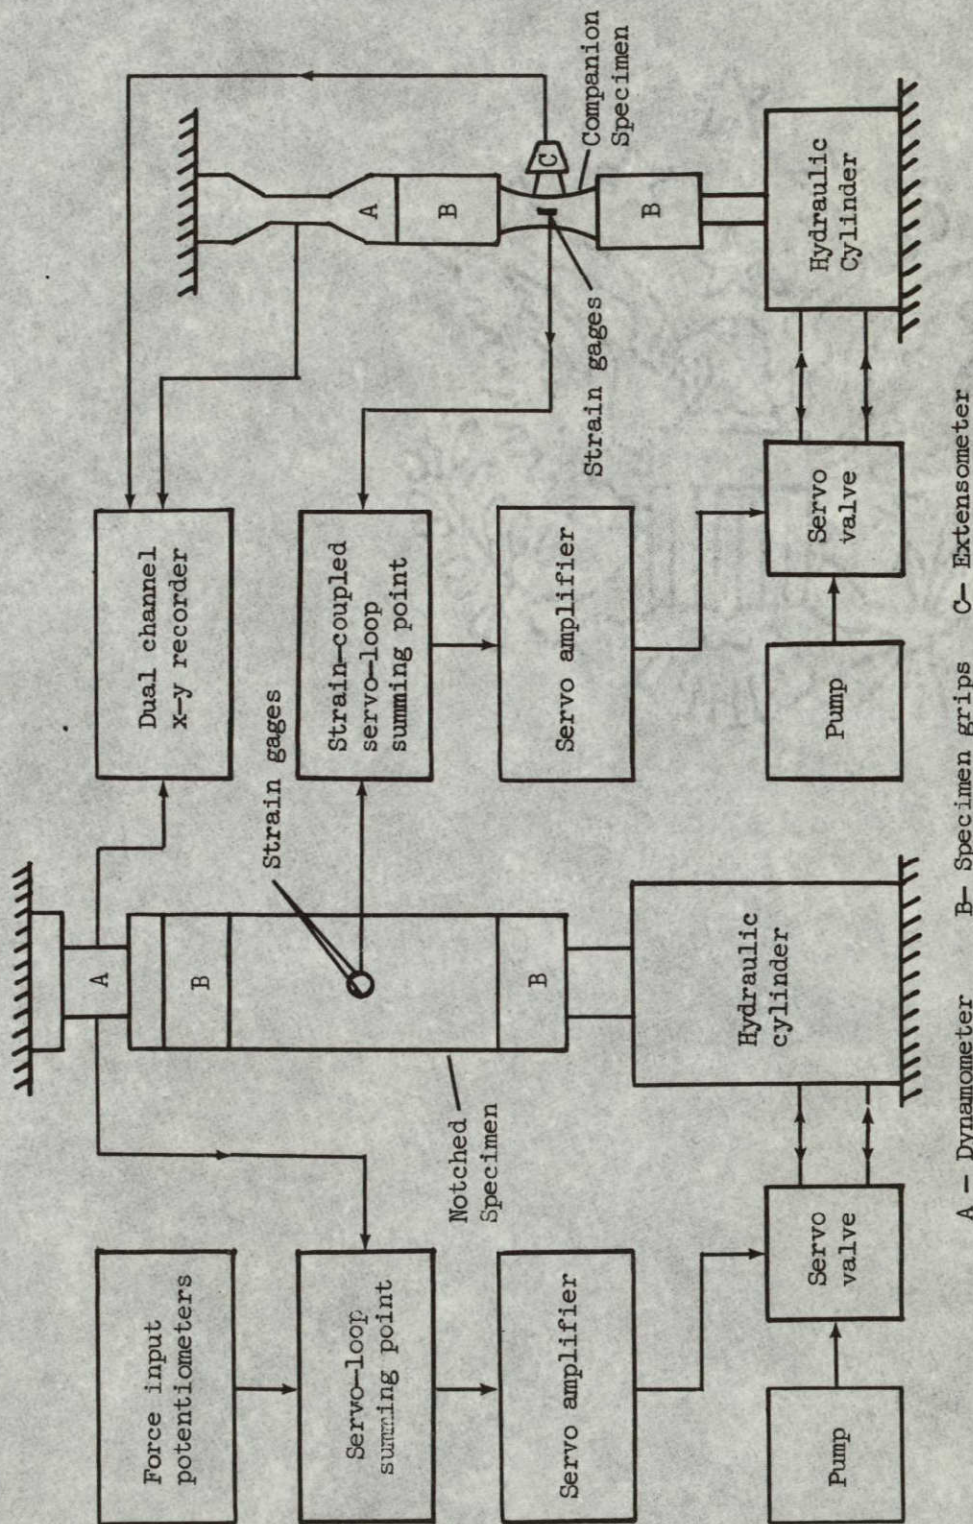 Force input
potentiometers
Servo-loop
summing point
Servo amplifier
Pump
Servo
valve
Notched
Specimen
A
B
B
Strain gages
Hydraulic
cylinder
Dual channel
x-y recorder
Strain-coupled
servo-loop
summing point
Servo amplifier
Pump
Servo
valve
Strain gages
A
B
C
B
Companion
Specimen
Hydraulic
Cylinder
A - Dynamometer B- Specimen grips C- Extensometer